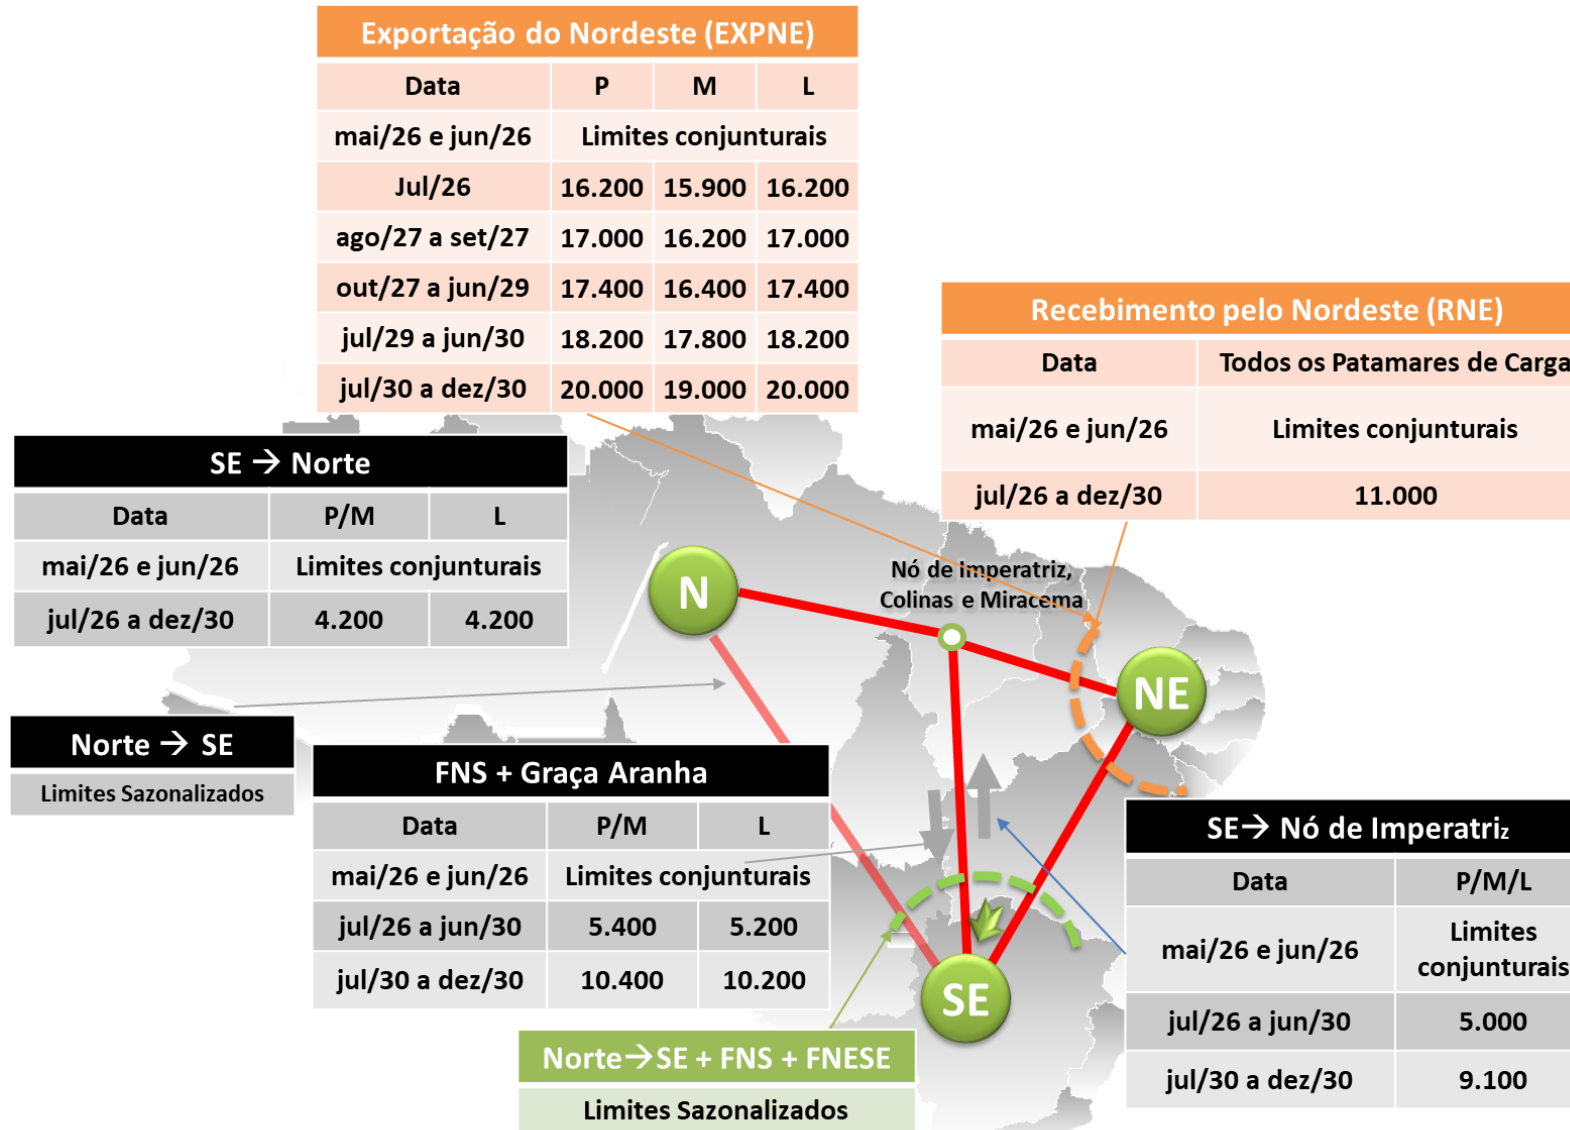 Exportação do Nordeste (EXPNE)
Data P M L
mai/26 e jun/26 Limites conjunturais
Jul/26 16.200 15.900 16.200
ago/27 a set/27 17.000 16.200 17.000
out/27 a jun/29 17.400 16.400 17.400
jul/29 a jun/30 18.200 17.800 18.200
jul/30 a dez/30 20.000 19.000 20.000
Recebimento pelo Nordeste (RNE)
Data Todos os Patamares de Carga
mai/26 e jun/26 Limites conjunturais
jul/26 a dez/30 11.000
SE → Norte
Data P/M L
mai/26 e jun/26 Limites conjunturais
jul/26 a dez/30 4.200 4.200
N
Nó de Imperatriz,
Colinas e Miracema
NE
Norte → SE
Limites Sazonalizados
FNS + Graça Aranha
Data P/M L
mai/26 e jun/26 Limites conjunturais
jul/26 a jun/30 5.400 5.200
jul/30 a dez/30 10.400 10.200
SE
SE→ Nó de Imperatriz
Data P/M/L
mai/26 e jun/26 Limites
conjunturais
jul/26 a jun/30 5.000
jul/30 a dez/30 9.100
Norte→SE + FNS + FNESE
Limites Sazonalizados